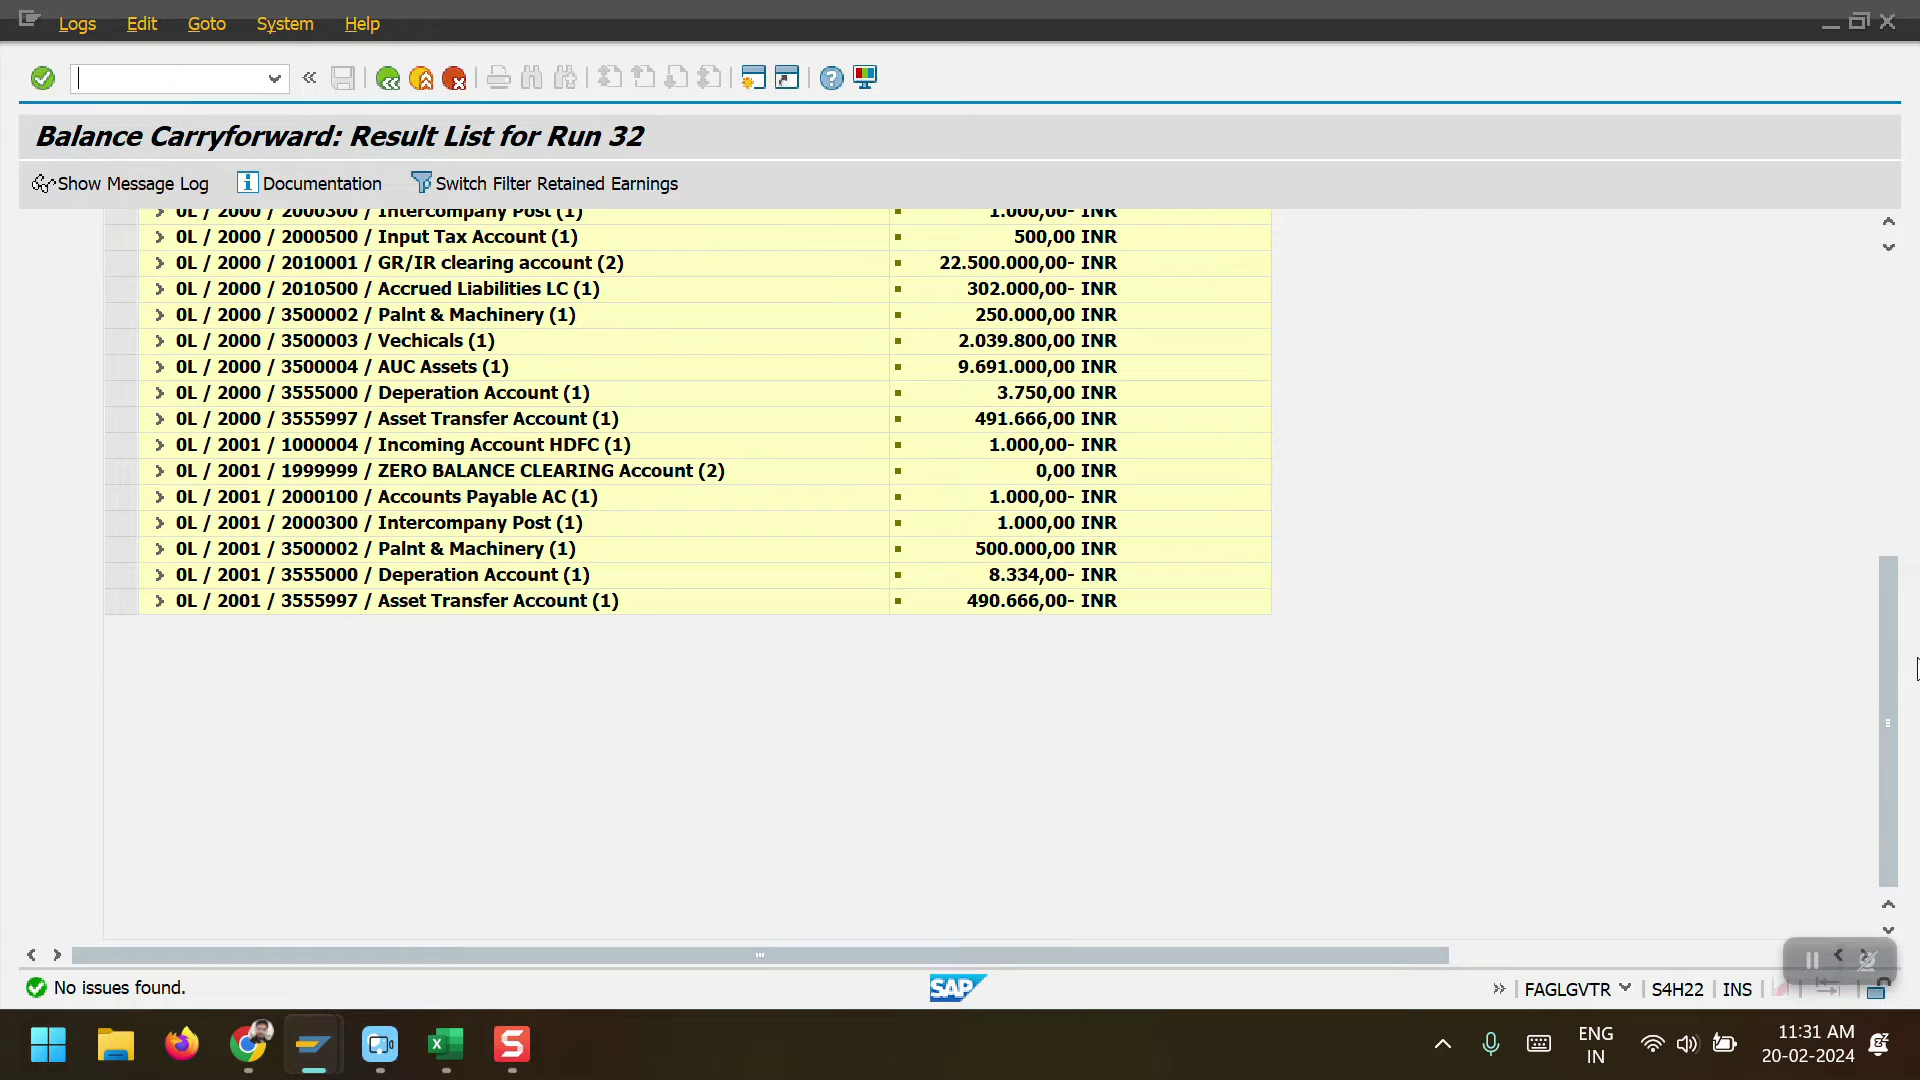 Logs Edit Goto System Help
Balance Carryforward: Result List for Run 32
Show Message Log Documentation Switch Filter Retained Earnings
0L / 2000 / 2000300 / Intercompany Post (1) 1.000,00- INR
0L / 2000 / 2000500 / Input Tax Account (1) 500,00 INR
0L / 2000 / 2010001 / GR/IR clearing account (2) 22.500.000,00- INR
0L / 2000 / 2010500 / Accrued Liabilities LC (1) 302.000,00- INR
0L / 2000 / 3500002 / Palnt & Machinery (1) 250.000,00 INR
0L / 2000 / 3500003 / Vechicals (1) 2.039.800,00 INR
0L / 2000 / 3500004 / AUC Assets (1) 9.691.000,00 INR
0L / 2000 / 3555000 / Deperation Account (1) 3.750,00 INR
0L / 2000 / 3555997 / Asset Transfer Account (1) 491.666,00 INR
0L / 2001 / 1000004 / Incoming Account HDFC (1) 1.000,00- INR
0L / 2001 / 1999999 / ZERO BALANCE CLEARING Account (2) 0,00 INR
0L / 2001 / 2000100 / Accounts Payable AC (1) 1.000,00- INR
0L / 2001 / 2000300 / Intercompany Post (1) 1.000,00 INR
0L / 2001 / 3500002 / Palnt & Machinery (1) 500.000,00 INR
0L / 2001 / 3555000 / Deperation Account (1) 8.334,00- INR
0L / 2001 / 3555997 / Asset Transfer Account (1) 490.666,00- INR
No issues found. SAP FAGLGVTR S4H22 INS
ENG 11:31 AM
IN 20-02-2024